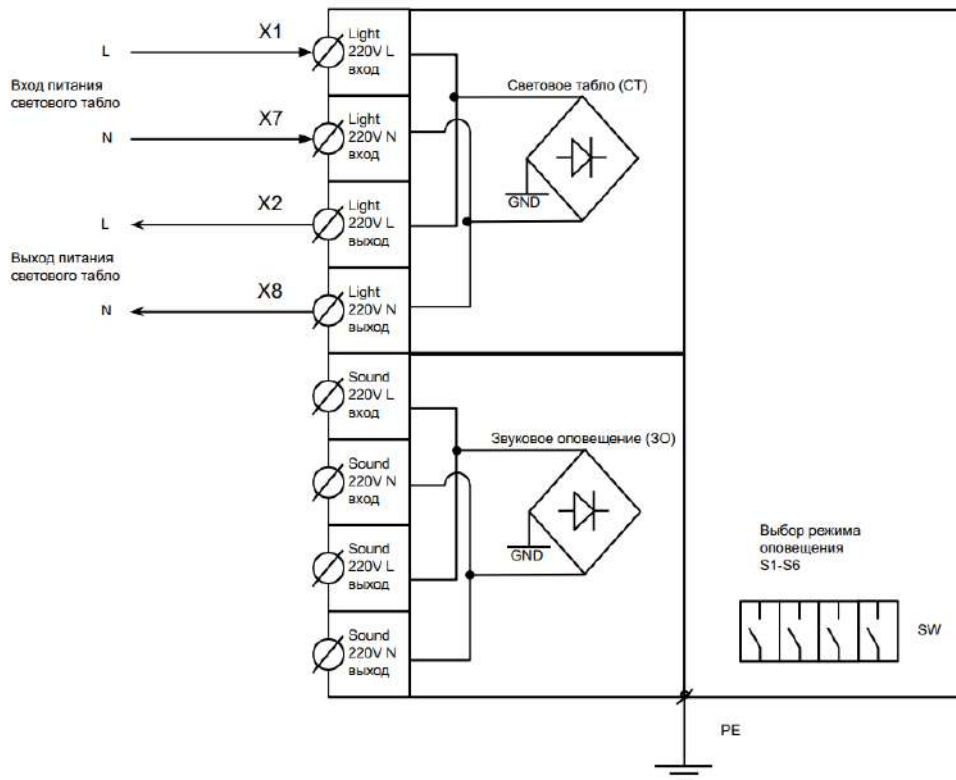 X1
L
Вход питания
светового табло
X7
N
X2
L
Выход питания
светового табло
X8
N
Light
220V L
вход
Light
220V N
вход
Light
220V L
выход
Light
220V N
выход
Sound
220V L
вход
Sound
220V N
вход
Sound
220V L
выход
Sound
220V N
выход
Световое табло (СТ)
GND
Звуковое оповещение (ЗО)
GND
Выбор режима
оповещения
S1-S6
SW
PE